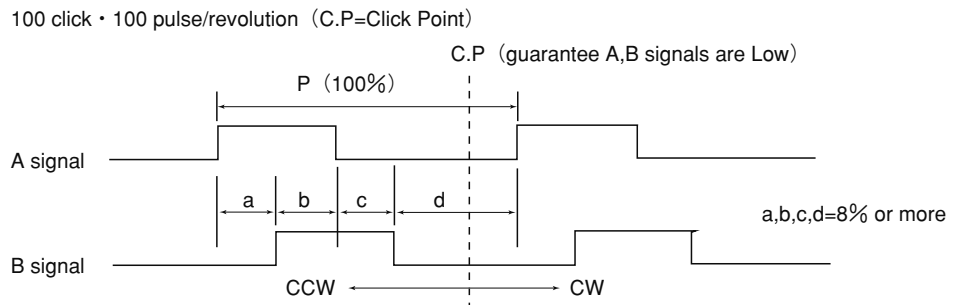 100 click・100 pulse/revolution（C.P=Click Point）
C.P（guarantee A,B signals are Low）
P（100%）
A signal
a b c d
a,b,c,d=8% or more
B signal
CCW CW